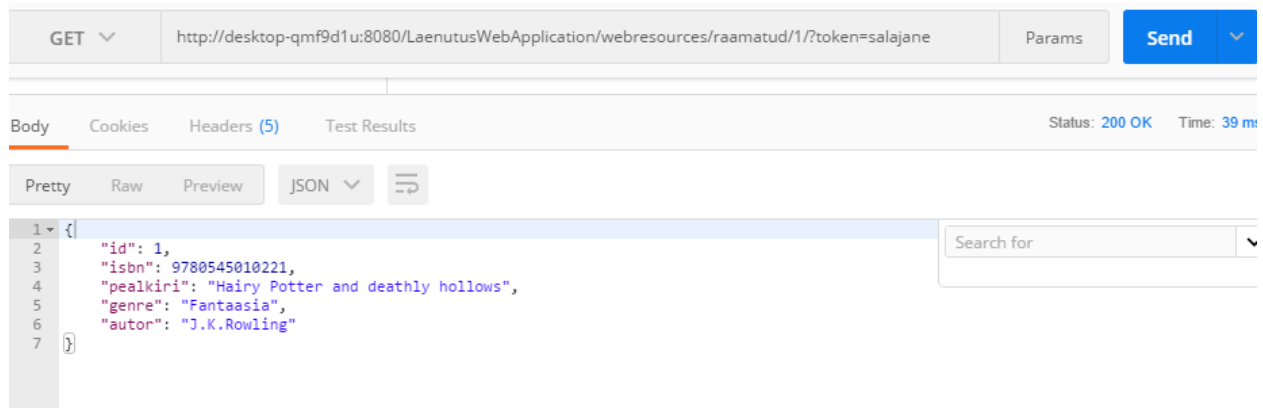 GET http://desktop-qmf9d1u:8080/LaenutusWebApplication/webresources/raamatud/1/?token=salajane Params Send
Body Cookies Headers (5) Test Results Status: 200 OK Time: 39 ms
Pretty Raw Preview JSON
1 {
2 "id": 1,
3 "isbn": 9780545010221,
4 "pealkiri": "Hairy Potter and deathly hollows",
5 "genre": "Fantaasia",
6 "autor": "J.K.Rowling"
7 }
Search for